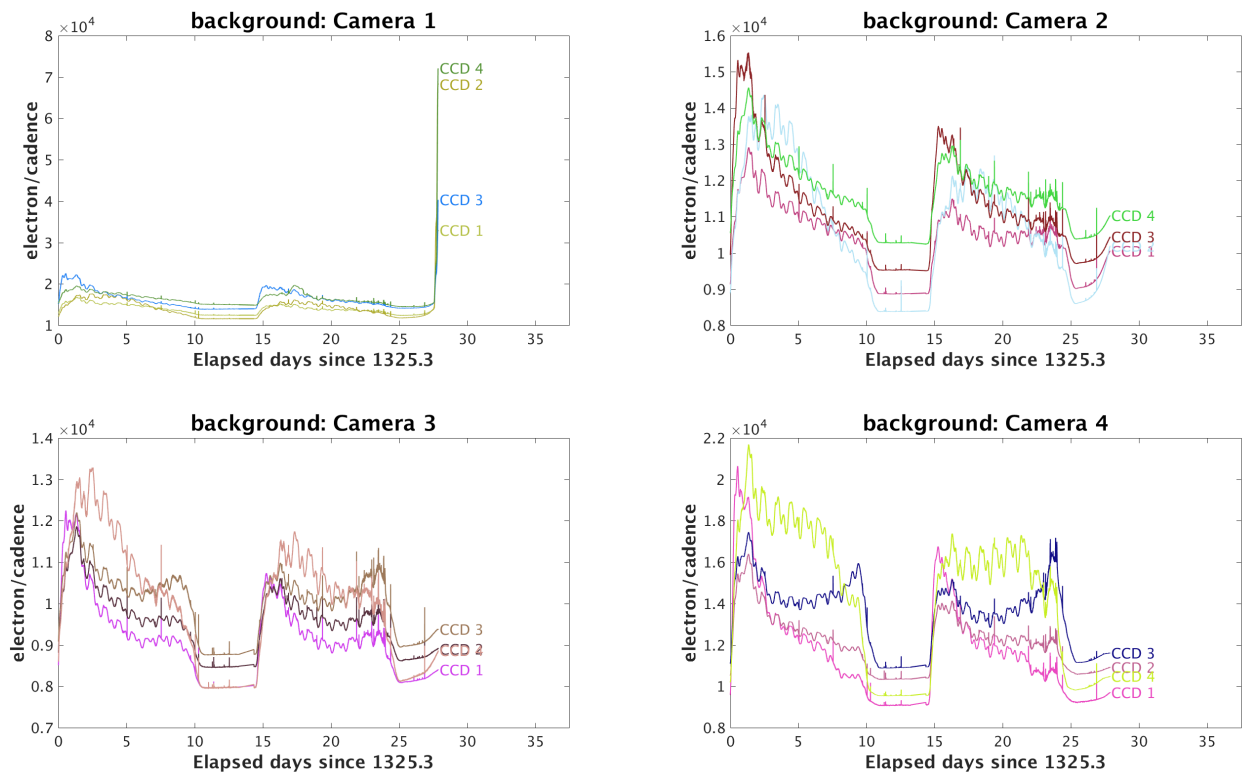 background: Camera 1
×10⁴
8
7
6
5
4
3
2
1
electron/cadence
CCD 4
CCD 2
CCD 3
CCD 1
0 5 10 15 20 25 30 35
Elapsed days since 1325.3
background: Camera 2
×10⁴
1.6
1.5
1.4
1.3
1.2
1.1
1
0.9
0.8
electron/cadence
CCD 4
CCD 3
CCD 1
0 5 10 15 20 25 30 35
Elapsed days since 1325.3
background: Camera 3
×10⁴
1.4
1.3
1.2
1.1
1
0.9
0.8
0.7
electron/cadence
CCD 3
CCD 2
CCD 1
0 5 10 15 20 25 30 35
Elapsed days since 1325.3
background: Camera 4
×10⁴
2.2
2
1.8
1.6
1.4
1.2
1
0.8
electron/cadence
CCD 3
CCD 2
CCD 4
CCD 1
0 5 10 15 20 25 30 35
Elapsed days since 1325.3